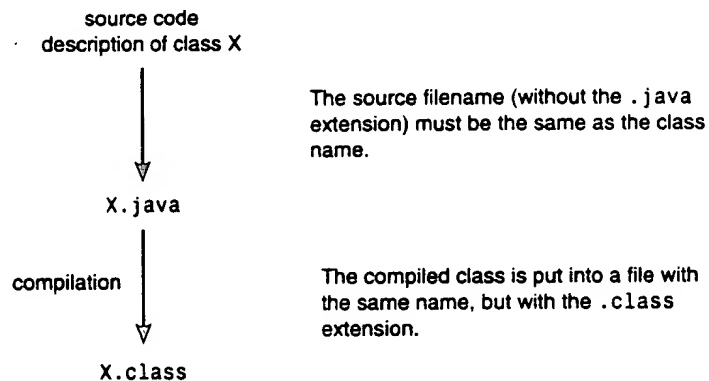 source code
description of class X
The source filename (without the .java
extension) must be the same as the class
name.
X.java
compilation
The compiled class is put into a file with
the same name, but with the .class
extension.
X.class